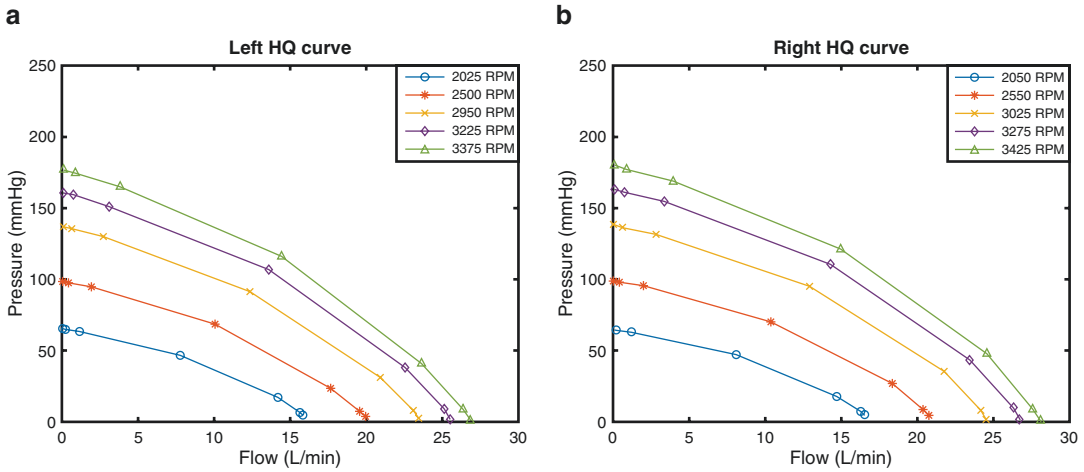 a
Left HQ curve
250
200
150
100
50
0
Pressure (mmHg)
0 5 10 15 20 25 30
Flow (L/min)
2025 RPM
2500 RPM
2950 RPM
3225 RPM
3375 RPM
b
Right HQ curve
250
200
150
100
50
0
Pressure (mmHg)
0 5 10 15 20 25 30
Flow (L/min)
2050 RPM
2550 RPM
3025 RPM
3275 RPM
3425 RPM